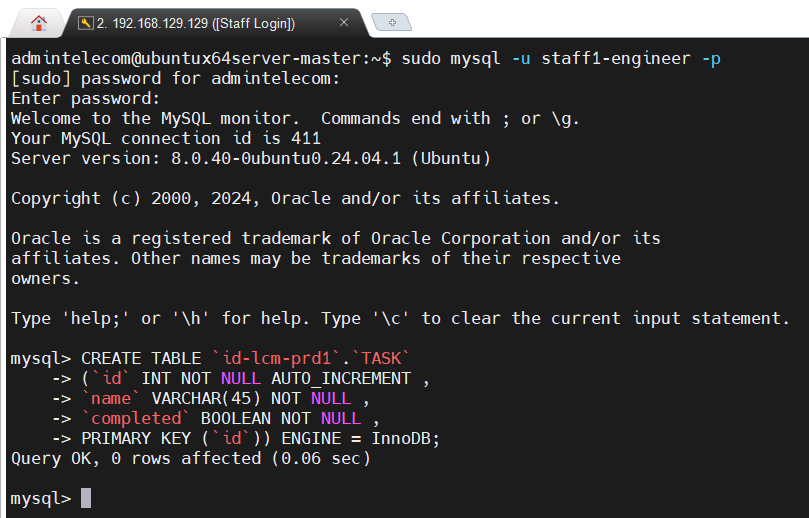 2. 192.168.129.129 ([Staff Login])
admintelecom@ubuntux64server-master:~$ sudo mysql -u staff1-engineer -p
[sudo] password for admintelecom:
Enter password:
Welcome to the MySQL monitor.  Commands end with ; or \g.
Your MySQL connection id is 411
Server version: 8.0.40-0ubuntu0.24.04.1 (Ubuntu)
Copyright (c) 2000, 2024, Oracle and/or its affiliates.
Oracle is a registered trademark of Oracle Corporation and/or its
affiliates. Other names may be trademarks of their respective
owners.
Type 'help;' or '\h' for help. Type '\c' to clear the current input statement.
mysql> CREATE TABLE `id-lcm-prd1`.`TASK`
    -> (`id` INT NOT NULL AUTO_INCREMENT ,
    -> `name` VARCHAR(45) NOT NULL ,
    -> `completed` BOOLEAN NOT NULL ,
    -> PRIMARY KEY (`id`)) ENGINE = InnoDB;
Query OK, 0 rows affected (0.06 sec)
mysql>